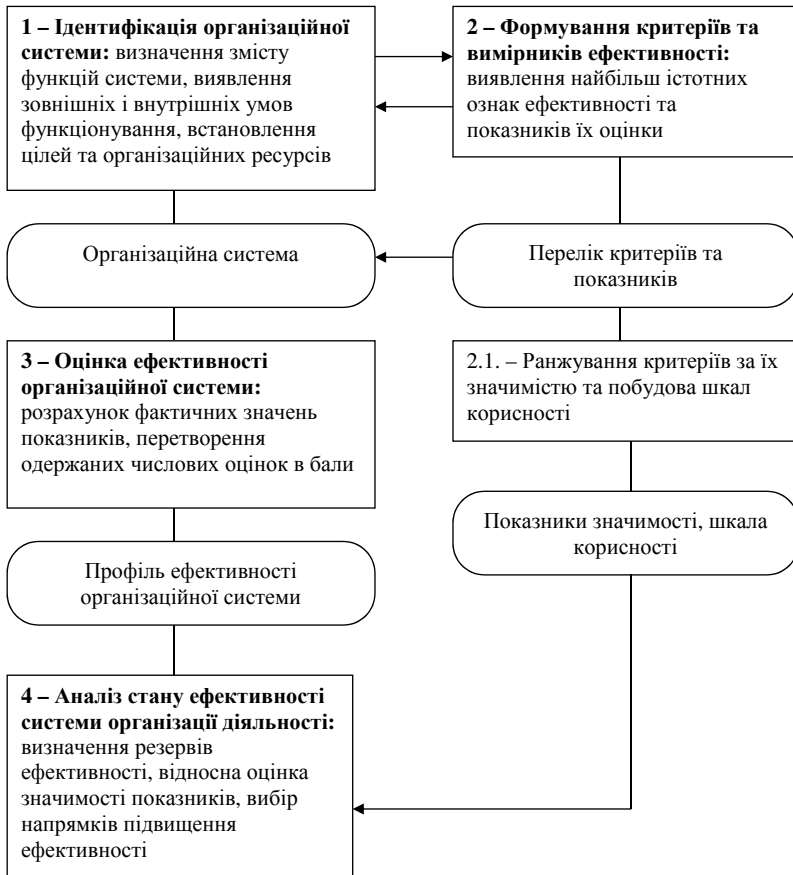 1 – Ідентифікація організаційної
системи: визначення змісту
функцій системи, виявлення
зовнішніх і внутрішніх умов
функціонування, встановлення
цілей та організаційних ресурсів
2 – Формування критеріїв та
вимірників ефективності:
виявлення найбільш істотних
ознак ефективності та
показників їх оцінки
Організаційна система
Перелік критеріїв та
показників
3 – Оцінка ефективності
організаційної системи:
розрахунок фактичних значень
показників, перетворення
одержаних числових оцінок в бали
2.1. – Ранжування критеріїв за їх
значимістю та побудова шкал
корисності
Показники значимості, шкала
корисності
Профіль ефективності
організаційної системи
4 – Аналіз стану ефективності
системи організації діяльності:
визначення резервів
ефективності, відносна оцінка
значимості показників, вибір
напрямків підвищення
ефективності